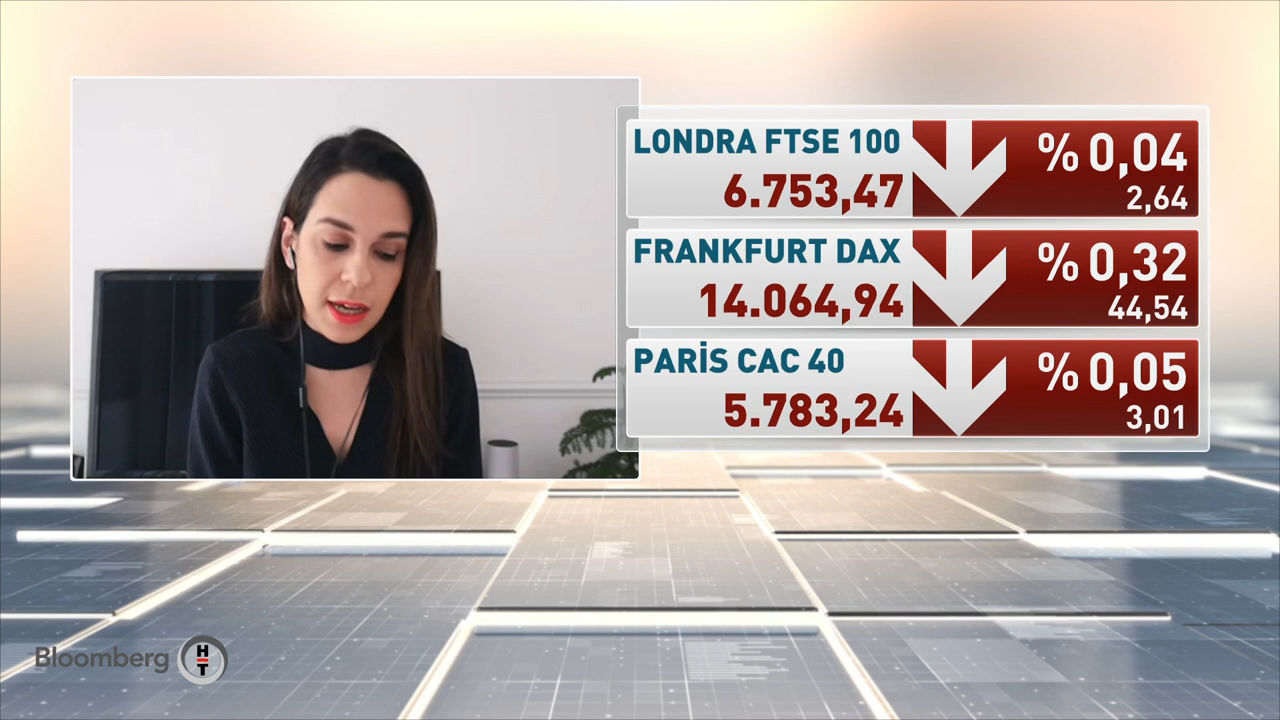 LONDRA FTSE 100
6.753,47
% 0,04
2,64
FRANKFURT DAX
14.064,94
% 0,32
44,54
PARİS CAC 40
5.783,24
% 0,05
3,01
Bloomberg HT